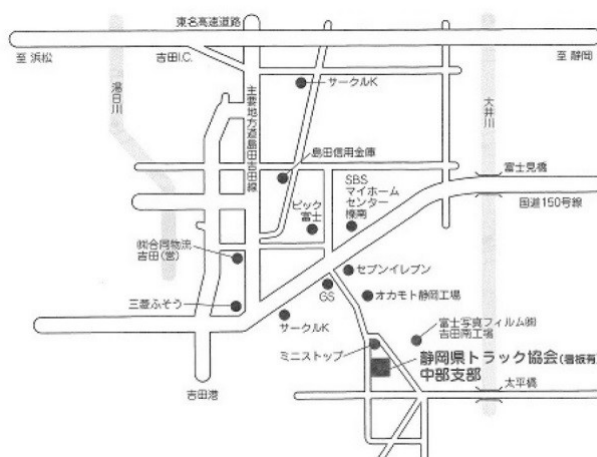 東名高速道路
至 浜松
吉田I.C.
至 静岡
湯日川
主要地方道島田吉田線
サークルK
大井川
島田信用金庫
富士見橋
SBS
マイホーム
センター
榛南
国道150号線
ビック
富士
㈱合同物流
吉田(営)
セブンイレブン
GS
オカモト静岡工場
三菱ふそう
サークルK
富士写真フィルム㈱
吉田南工場
ミニストップ
静岡県トラック協会(看板有)
中部支部
太平橋
吉田港